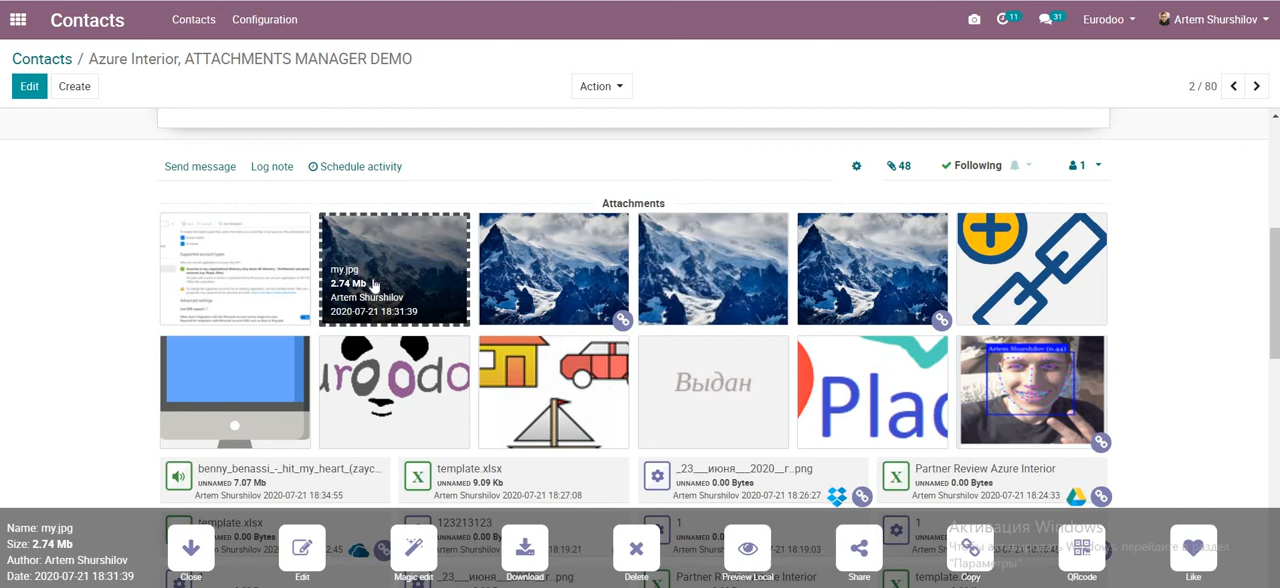 Contacts
Contacts Configuration
11
31
Eurodoo
Artem Shurshilov
Contacts / Azure Interior, ATTACHMENTS MANAGER DEMO
Edit Create
Action
2 / 80
Send message Log note Schedule activity
48
Following
1
Attachments
my.jpg
2.74 Mb
Artem Shurshilov
2020-07-21 18:31:39
uroodo
Выдан
Plac
Artem Shurshilov (0.44)
benny_benassi_-_hit_my_heart_(zayc...
UNNAMED 7.07 Mb
Artem Shurshilov 2020-07-21 18:34:55
template.xlsx
UNNAMED 9.09 Kb
Artem Shurshilov 2020-07-21 18:27:08
_23___июня___2020__г..png
UNNAMED 0.00 Bytes
Artem Shurshilov 2020-07-21 18:26:27
Partner Review Azure Interior
UNNAMED 0.00 Bytes
Artem Shurshilov 2020-07-21 18:24:33
template.xlsx
123213123
1
1
Name: my.jpg
Size: 2.74 Mb
Author: Artem Shurshilov
Date: 2020-07-21 18:31:39
Активация Windows
Close
Edit
Magic edit
Download
Delete
Preview Local
Share
Copy
QRcode
Like